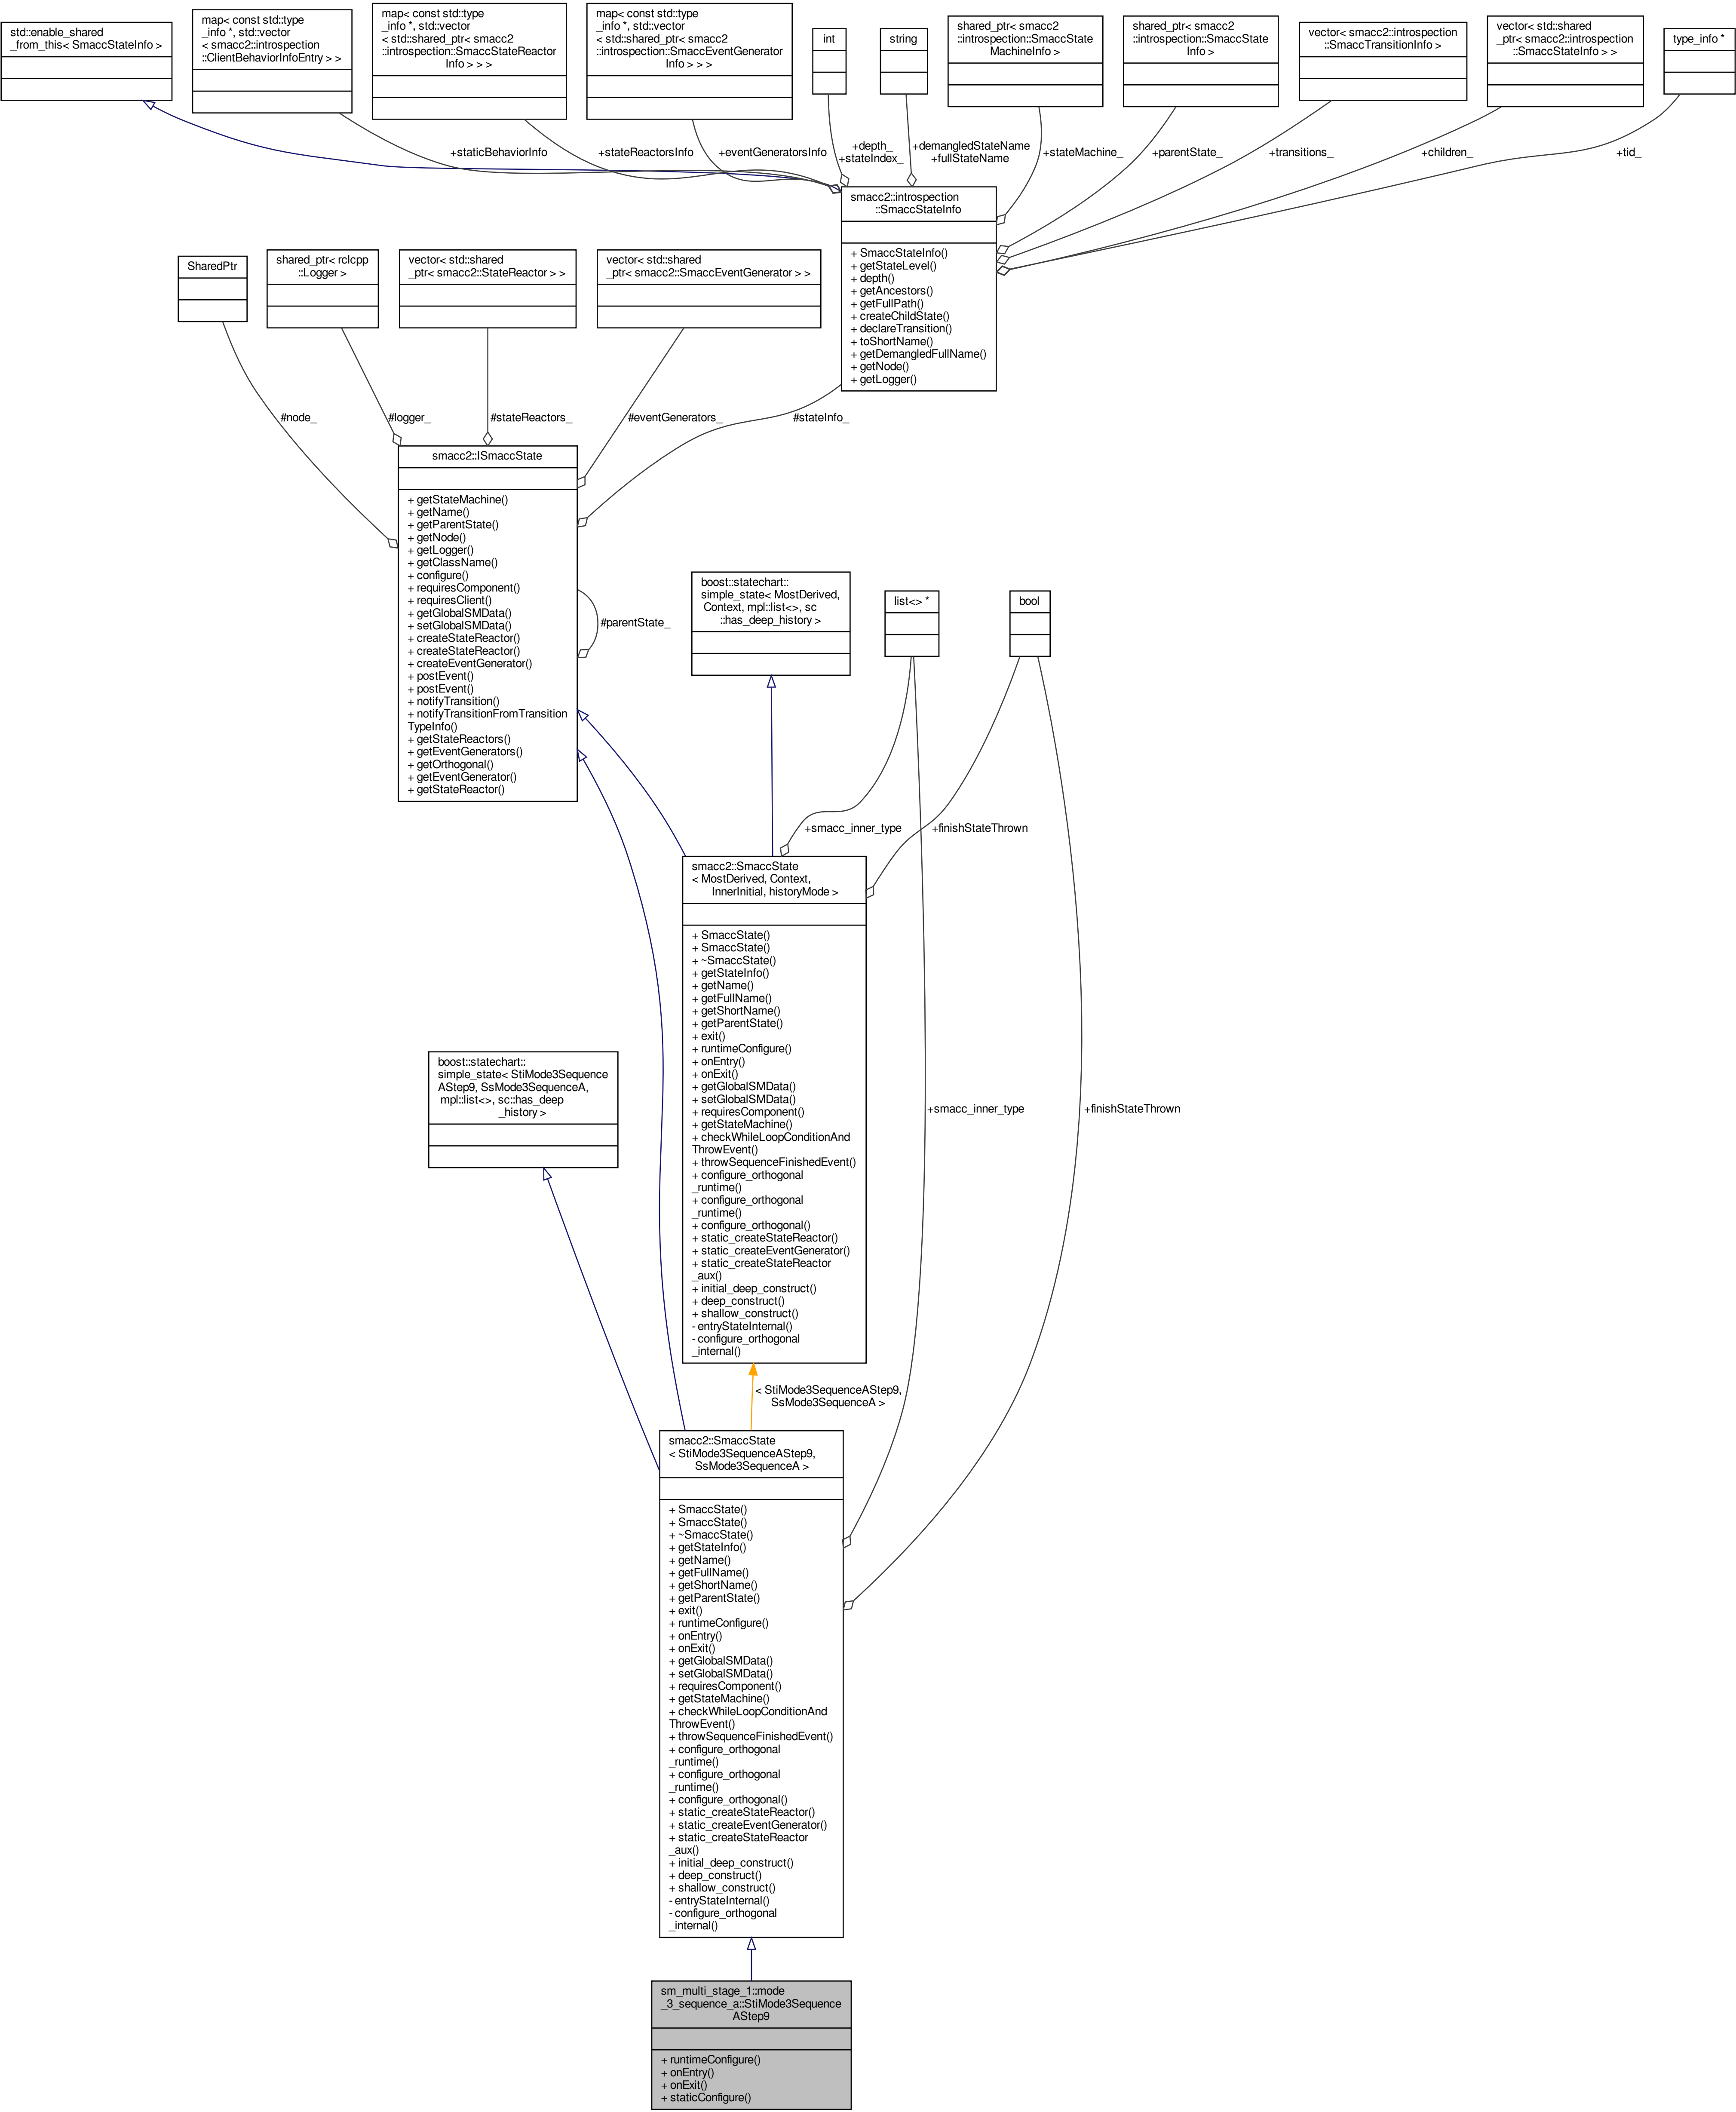 std::enable_shared
_from_this< SmaccStateInfo >
map< const std::type
_info *, std::vector
< smacc2::introspection
::ClientBehaviorInfoEntry > >
map< const std::type
_info *, std::vector
< std::shared_ptr< smacc2
::introspection::SmaccStateReactor
Info > > >
map< const std::type
_info *, std::vector
< std::shared_ptr< smacc2
::introspection::SmaccEventGenerator
Info > > >
int
string
shared_ptr< smacc2
::introspection::SmaccState
MachineInfo >
shared_ptr< smacc2
::introspection::SmaccState
Info >
vector< smacc2::introspection
::SmaccTransitionInfo >
vector< std::shared
_ptr< smacc2::introspection
::SmaccStateInfo > >
type_info *
+staticBehaviorInfo
+stateReactorsInfo
+eventGeneratorsInfo
+depth_
+stateIndex_
+demangledStateName
+fullStateName
+stateMachine_
+parentState_
+transitions_
+children_
+tid_
smacc2::introspection
::SmaccStateInfo
+ SmaccStateInfo()
+ getStateLevel()
+ depth()
+ getAncestors()
+ getFullPath()
+ createChildState()
+ declareTransition()
+ toShortName()
+ getDemangledFullName()
+ getNode()
+ getLogger()
SharedPtr
shared_ptr< rclcpp
::Logger >
vector< std::shared
_ptr< smacc2::StateReactor > >
vector< std::shared
_ptr< smacc2::SmaccEventGenerator > >
#node_
#logger_
#stateReactors_
#eventGenerators_
#stateInfo_
smacc2::ISmaccState
+ getStateMachine()
+ getName()
+ getParentState()
+ getNode()
+ getLogger()
+ getClassName()
+ configure()
+ requiresComponent()
+ requiresClient()
+ getGlobalSMData()
+ setGlobalSMData()
+ createStateReactor()
+ createStateReactor()
+ createEventGenerator()
+ postEvent()
+ postEvent()
+ notifyTransition()
+ notifyTransitionFromTransition
TypeInfo()
+ getStateReactors()
+ getEventGenerators()
+ getOrthogonal()
+ getEventGenerator()
+ getStateReactor()
#parentState_
boost::statechart::
simple_state< MostDerived,
Context, mpl::list<>, sc
::has_deep_history >
list<> *
bool
+smacc_inner_type
+finishStateThrown
smacc2::SmaccState
< MostDerived, Context,
InnerInitial, historyMode >
+ SmaccState()
+ SmaccState()
+ ~SmaccState()
+ getStateInfo()
+ getName()
+ getFullName()
+ getShortName()
+ getParentState()
+ exit()
+ runtimeConfigure()
+ onEntry()
+ onExit()
+ getGlobalSMData()
+ setGlobalSMData()
+ requiresComponent()
+ getStateMachine()
+ checkWhileLoopConditionAnd
ThrowEvent()
+ throwSequenceFinishedEvent()
+ configure_orthogonal
_runtime()
+ configure_orthogonal
_runtime()
+ configure_orthogonal()
+ static_createStateReactor()
+ static_createEventGenerator()
+ static_createStateReactor
_aux()
+ initial_deep_construct()
+ deep_construct()
+ shallow_construct()
- entryStateInternal()
- configure_orthogonal
_internal()
boost::statechart::
simple_state< StiMode3Sequence
AStep9, SsMode3SequenceA,
mpl::list<>, sc::has_deep
_history >
+smacc_inner_type
+finishStateThrown
< StiMode3SequenceAStep9,
SsMode3SequenceA >
smacc2::SmaccState
< StiMode3SequenceAStep9,
SsMode3SequenceA >
+ SmaccState()
+ SmaccState()
+ ~SmaccState()
+ getStateInfo()
+ getName()
+ getFullName()
+ getShortName()
+ getParentState()
+ exit()
+ runtimeConfigure()
+ onEntry()
+ onExit()
+ getGlobalSMData()
+ setGlobalSMData()
+ requiresComponent()
+ getStateMachine()
+ checkWhileLoopConditionAnd
ThrowEvent()
+ throwSequenceFinishedEvent()
+ configure_orthogonal
_runtime()
+ configure_orthogonal
_runtime()
+ configure_orthogonal()
+ static_createStateReactor()
+ static_createEventGenerator()
+ static_createStateReactor
_aux()
+ initial_deep_construct()
+ deep_construct()
+ shallow_construct()
- entryStateInternal()
- configure_orthogonal
_internal()
sm_multi_stage_1::mode
_3_sequence_a::StiMode3Sequence
AStep9
+ runtimeConfigure()
+ onEntry()
+ onExit()
+ staticConfigure()